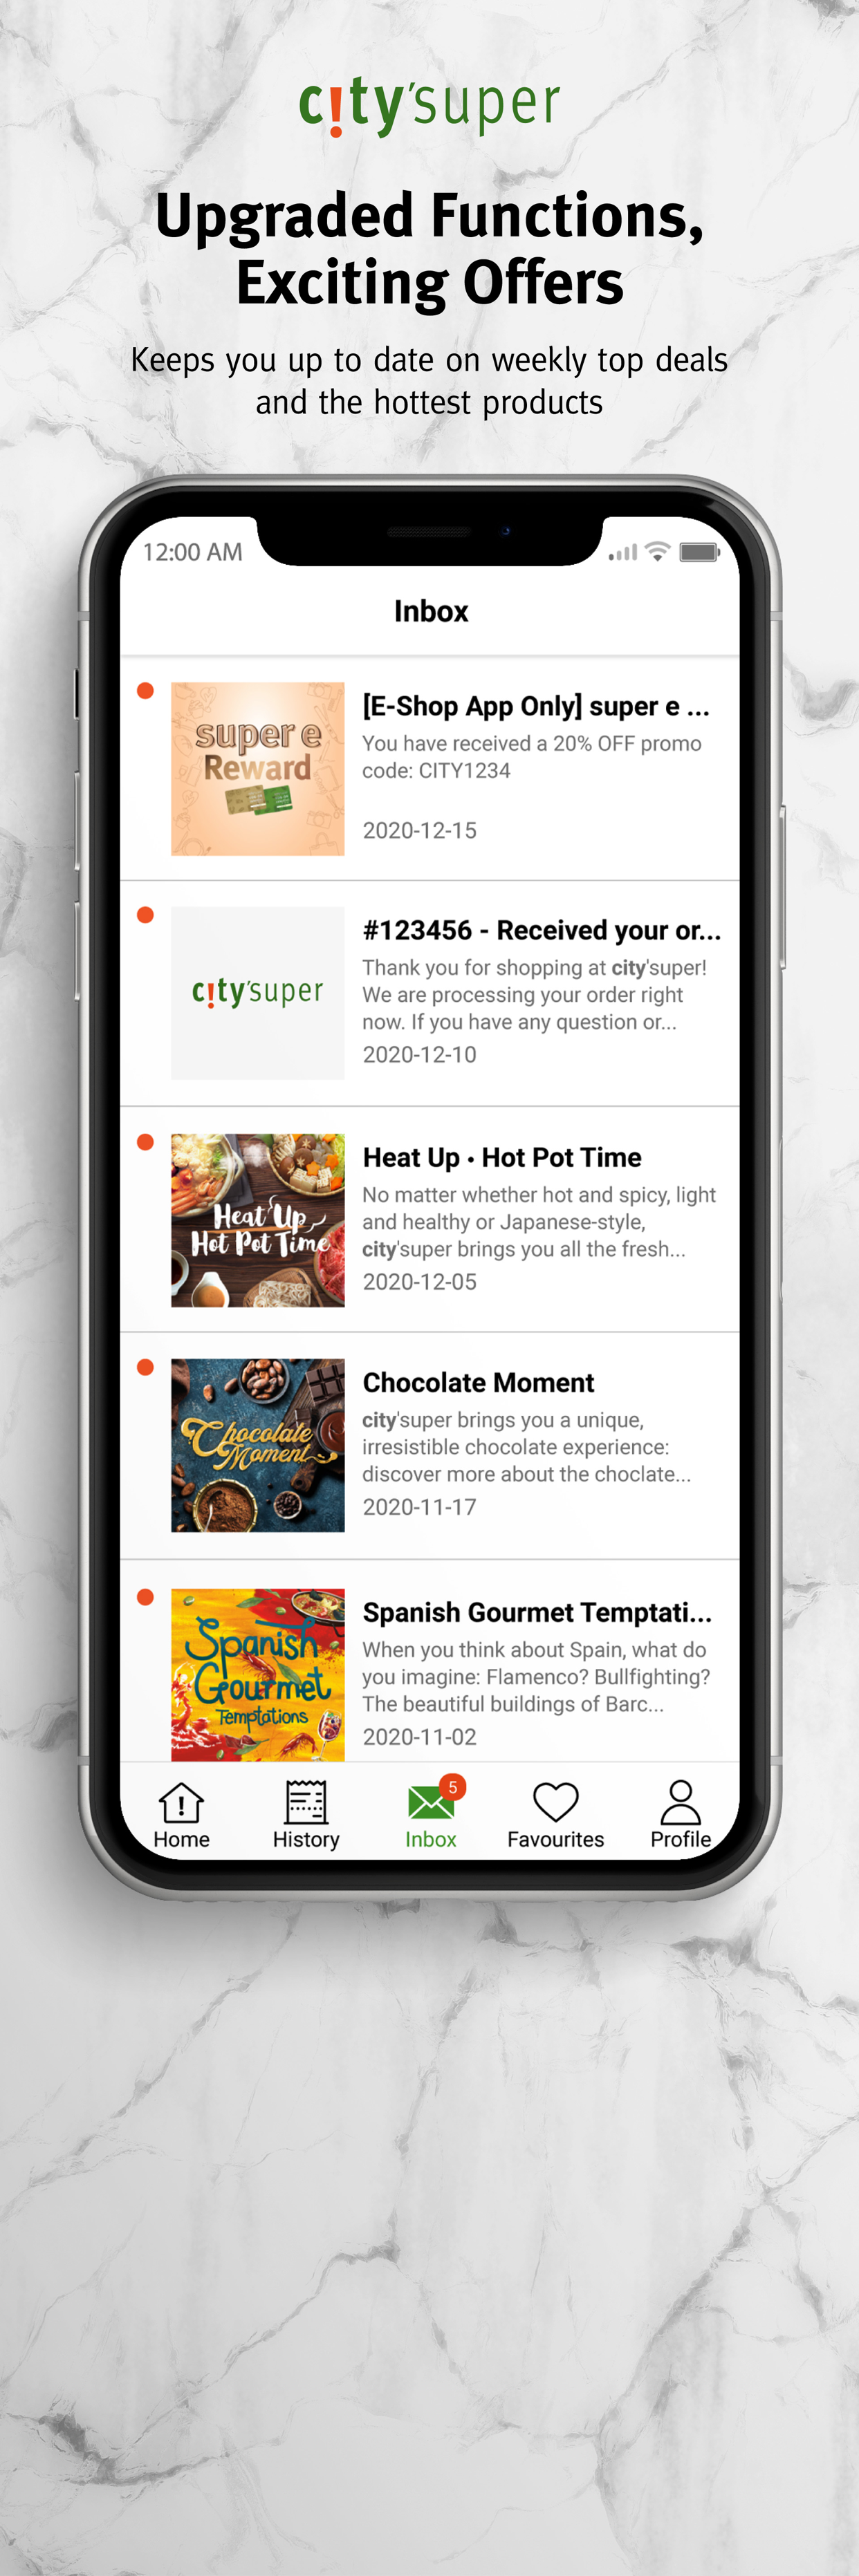 c!ty'super
Upgraded Functions,
Exciting Offers
Keeps you up to date on weekly top deals
and the hottest products
12:00 AM
Inbox
super e
Reward
[E-Shop App Only] super e ...
You have received a 20% OFF promo
code: CITY1234
2020-12-15
c!ty'super
#123456 - Received your or...
Thank you for shopping at city'super!
We are processing your order right
now. If you have any question or...
2020-12-10
Heat Up
Hot Pot Time
Heat Up • Hot Pot Time
No matter whether hot and spicy, light
and healthy or Japanese-style,
city'super brings you all the fresh...
2020-12-05
Chocolate
Moment
Chocolate Moment
city'super brings you a unique,
irresistible chocolate experience:
discover more about the choclate...
2020-11-17
Spanish
Gourmet
Temptations
Spanish Gourmet Temptati...
When you think about Spain, what do
you imagine: Flamenco? Bullfighting?
The beautiful buildings of Barc...
2020-11-02
5
Home History Inbox Favourites Profile